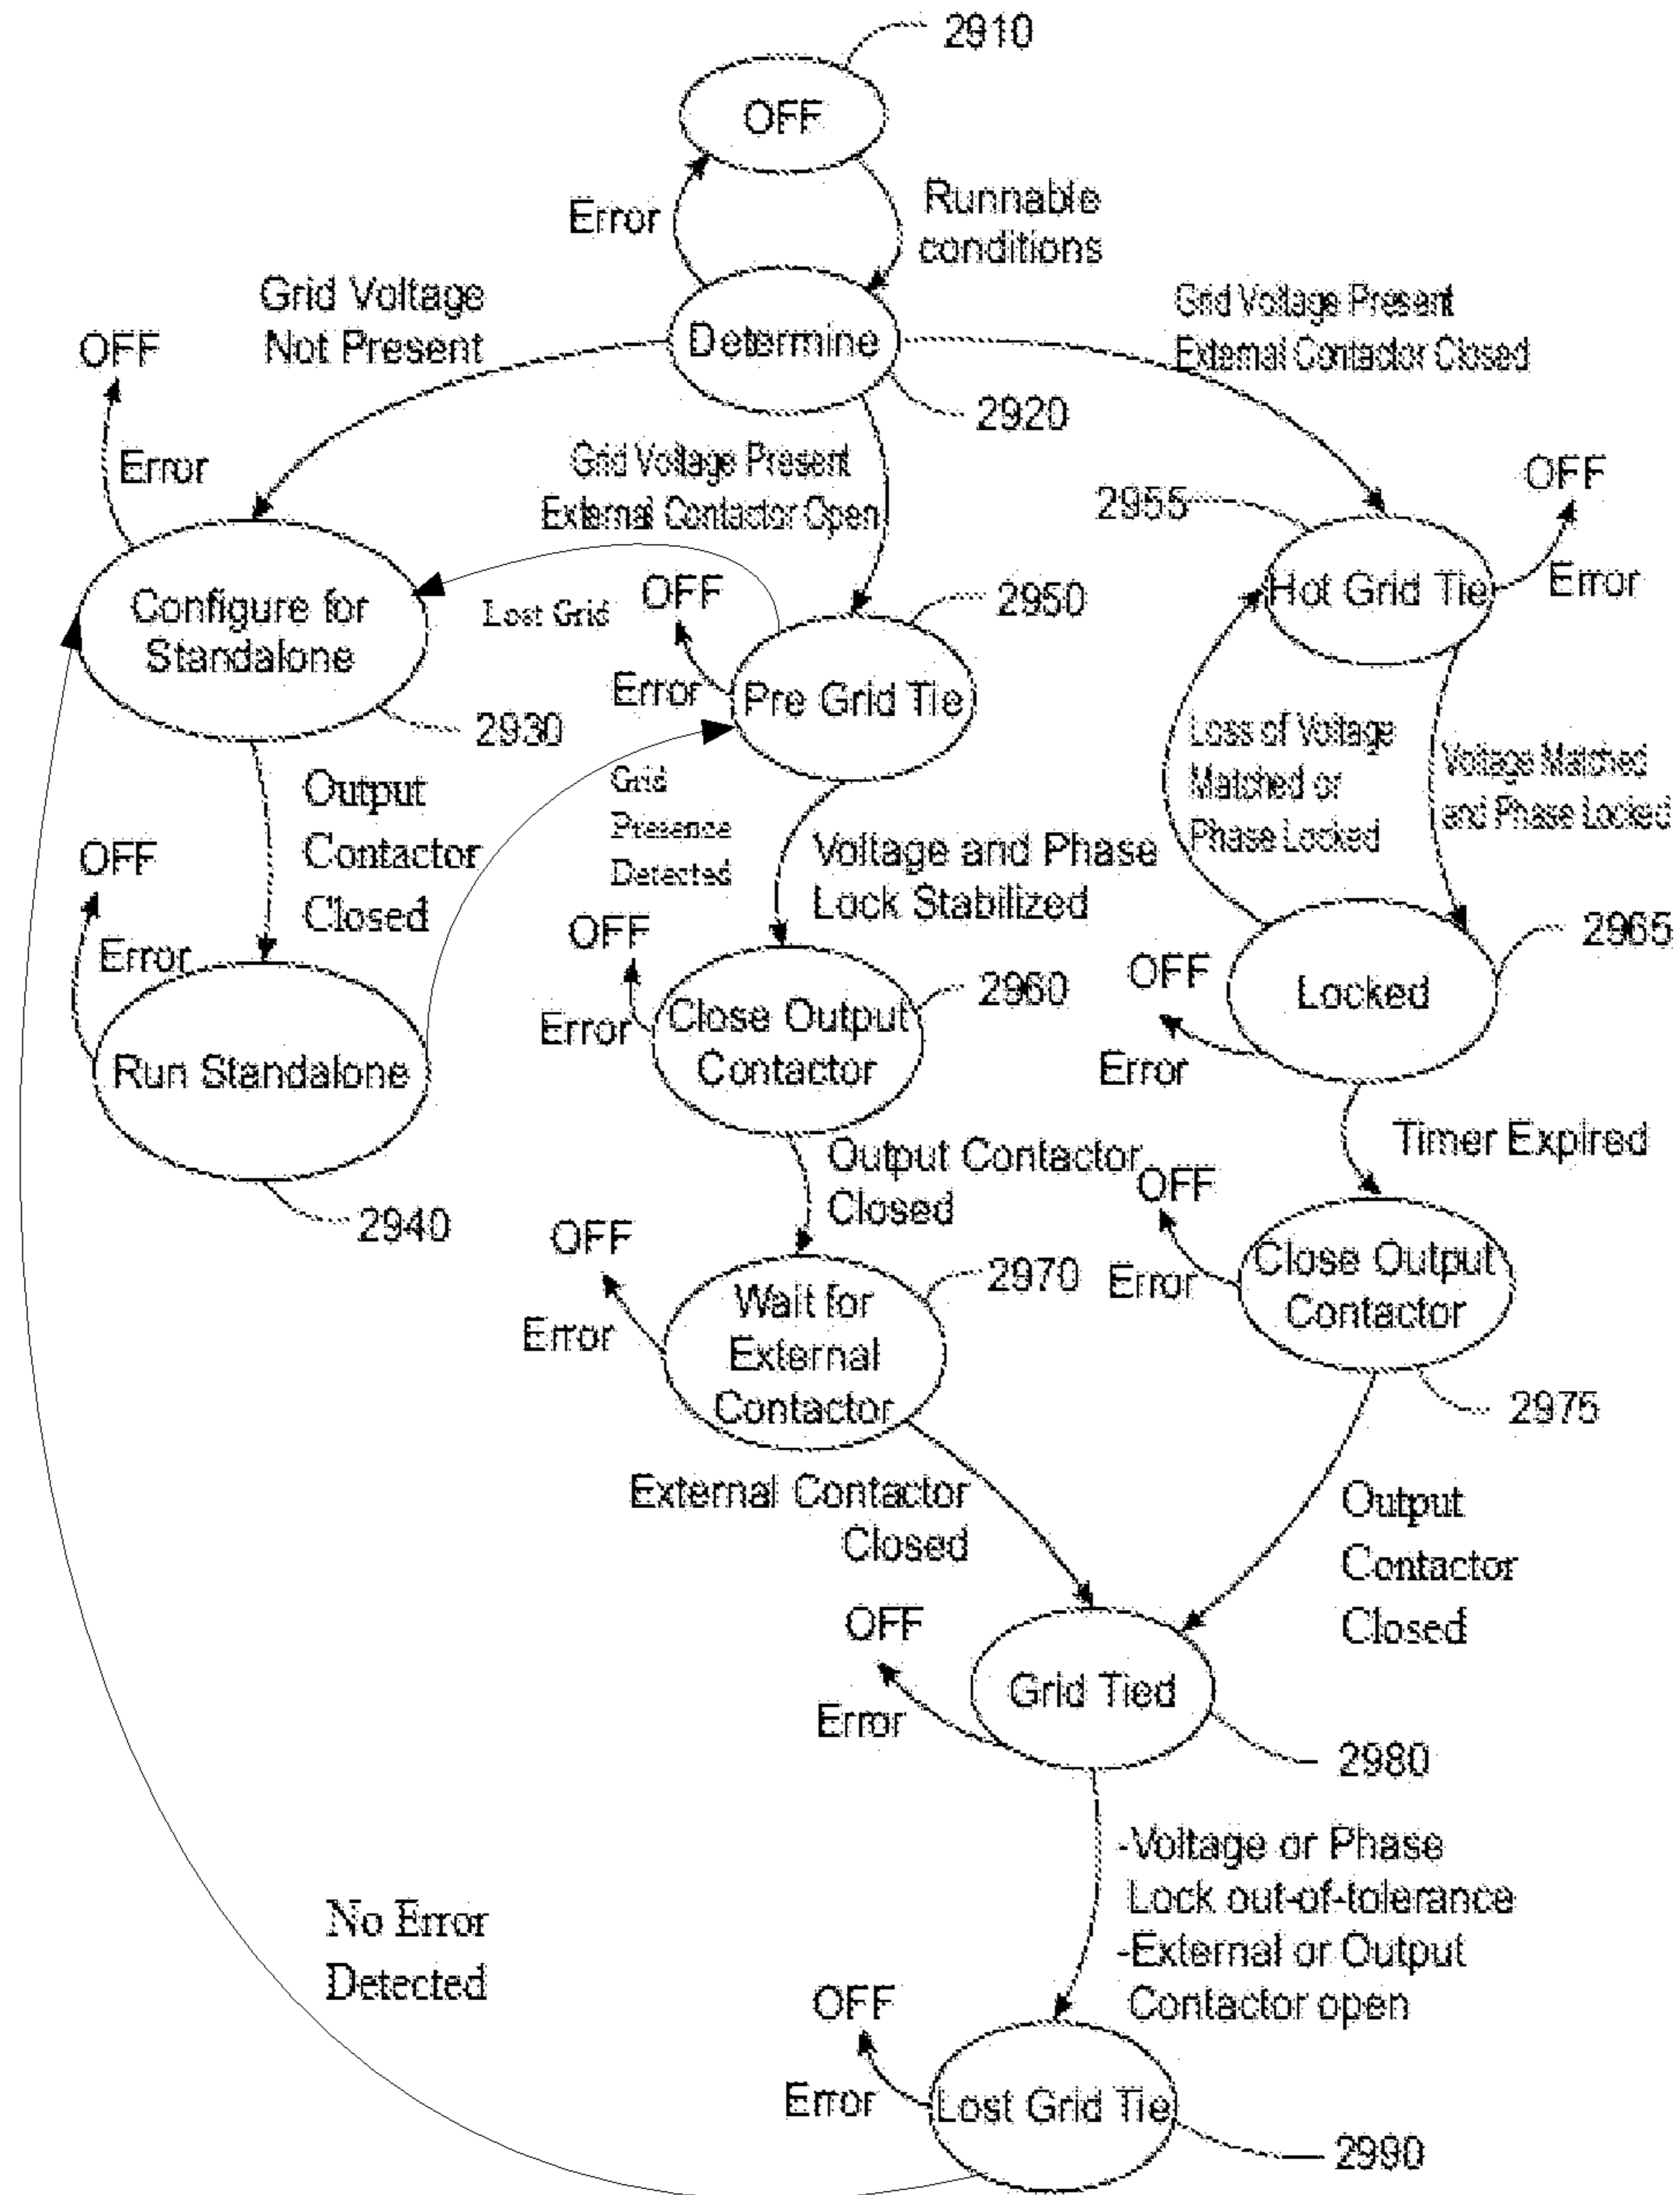 2910
OFF
Error
Runnable
conditions
Grid Voltage
Not Present
Grid Voltage Present
External Contactor Closed
OFF
Determine
2920
Error
Grid Voltage Present
External Contactor Open
2955
OFF
Configure for
Standalone
Lost Grid
OFF
2950
Hot Grid Tie
Error
2930
Error
Pre Grid Tie
Output
Contactor
Closed
Grid
Presence
Detected
Loss of Voltage
Matched or
Phase Locked
Voltage Matched
and Phase Locked
OFF
Voltage and Phase
Lock Stabilized
Error
OFF
2965
OFF
Locked
2960
Close Output
Contactor
Error
Error
Run Standalone
Timer Expired
2940
Output Contactor
Closed
OFF
OFF
2970
Wait for
External
Contactor
Error
Error
Close Output
Contactor
2975
External Contactor
Closed
Output
Contactor
Closed
OFF
Grid Tied
Error
2980
-Voltage or Phase
Lock out-of-tolerance
-External or Output
Contactor open
No Error
Detected
OFF
Error
Lost Grid Tie
2990